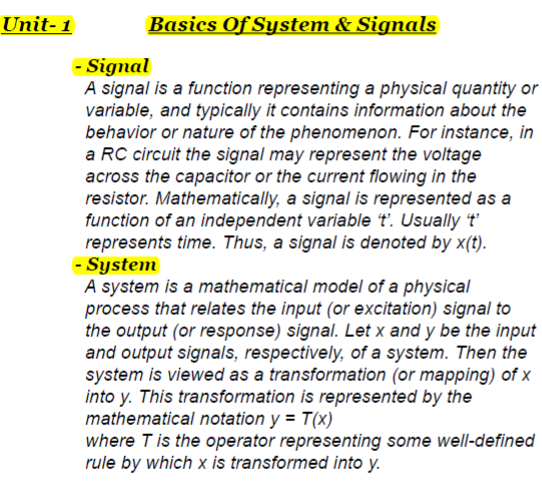 Unit- 1 Basics Of System & Signals
- Signal
A signal is a function representing a physical quantity or
variable, and typically it contains information about the
behavior or nature of the phenomenon. For instance, in
a RC circuit the signal may represent the voltage
across the capacitor or the current flowing in the
resistor. Mathematically, a signal is represented as a
function of an independent variable ‘t’. Usually ‘t’
represents time. Thus, a signal is denoted by x(t).
- System
A system is a mathematical model of a physical
process that relates the input (or excitation) signal to
the output (or response) signal. Let x and y be the input
and output signals, respectively, of a system. Then the
system is viewed as a transformation (or mapping) of x
into y. This transformation is represented by the
mathematical notation y = T(x)
where T is the operator representing some well-defined
rule by which x is transformed into y.